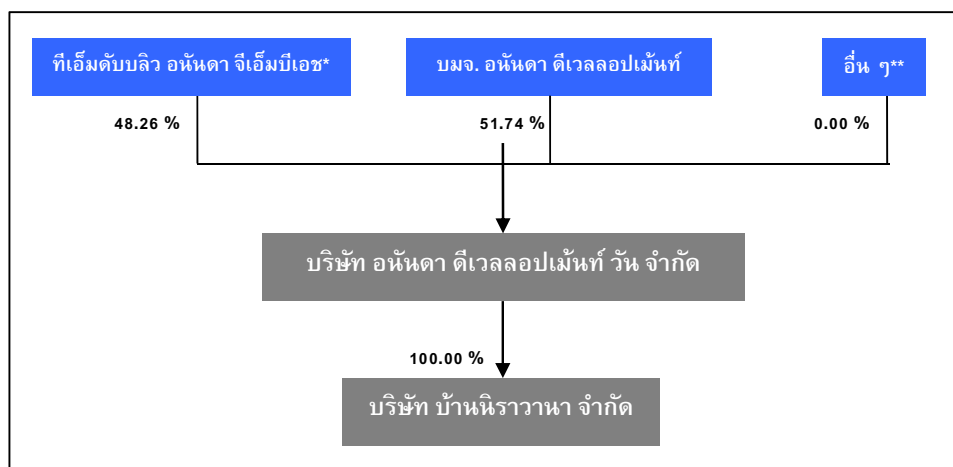 ทีเอ็มดับบลิว อนันดา จีเอ็มบีเอช*
บมจ. อนันดา ดีเวลลอปเม้นท์
อื่น ๆ**
48.26 %
51.74 %
0.00 %
บริษัท อนันดา ดีเวลลอปเม้นท์ วัน จำกัด
100.00 %
บริษัท บ้านนิราวานา จำกัด